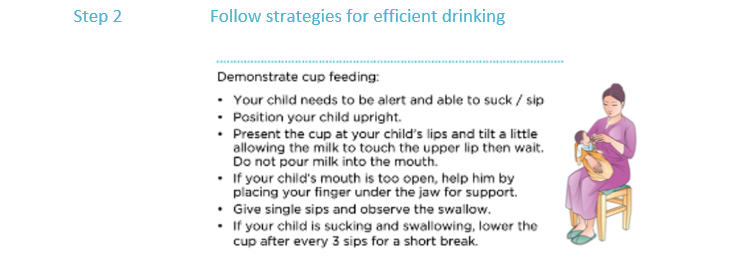 Step 2 Follow strategies for efficient drinking
Demonstrate cup feeding:
• Your child needs to be alert and able to suck / sip
• Position your child upright.
• Present the cup at your child's lips and tilt a little
allowing the milk to touch the upper lip then wait.
Do not pour milk into the mouth.
• If your child's mouth is too open, help him by
placing your finger under the jaw for support.
• Give single sips and observe the swallow.
• If your child is sucking and swallowing, lower the
cup after every 3 sips for a short break.